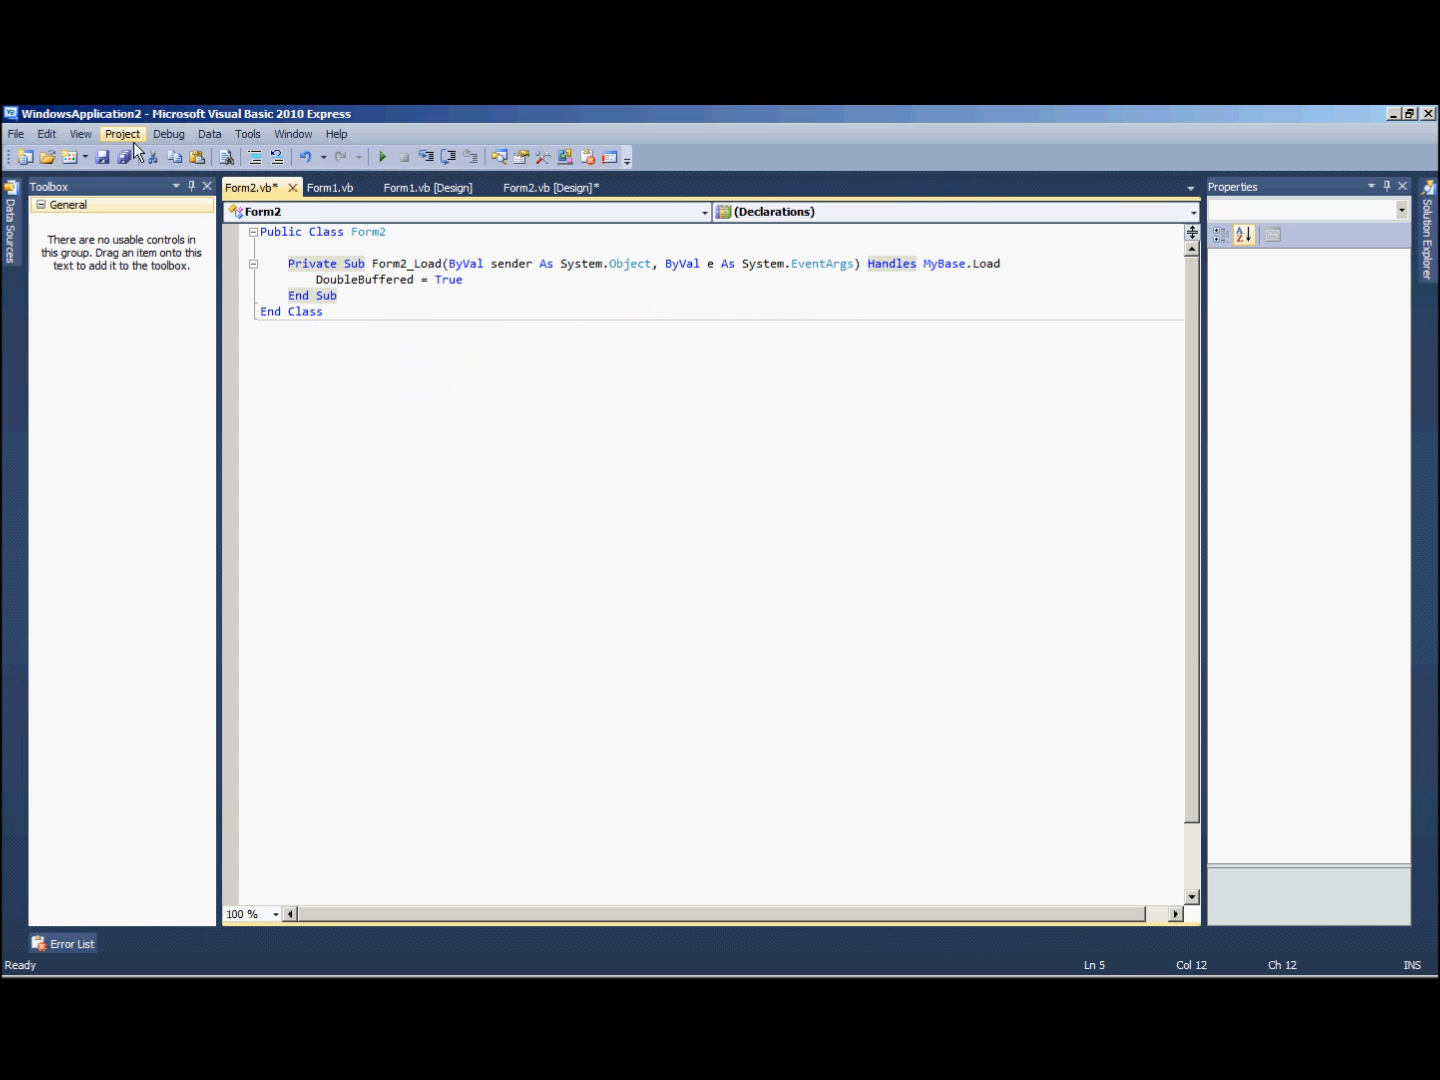 WindowsApplication2 - Microsoft Visual Basic 2010 Express
File Edit View Project Debug Data Tools Window Help
Toolbox
General
There are no usable controls in
this group. Drag an item onto this
text to add it to the toolbox.
Data Sources
Form2.vb* Form1.vb Form1.vb [Design] Form2.vb [Design]*
Form2 (Declarations)
Public Class Form2
Private Sub Form2_Load(ByVal sender As System.Object, ByVal e As System.EventArgs) Handles MyBase.Load
DoubleBuffered = True
End Sub
End Class
100 %
Properties
Solution Explorer
Error List
Ready Ln 5 Col 12 Ch 12 INS